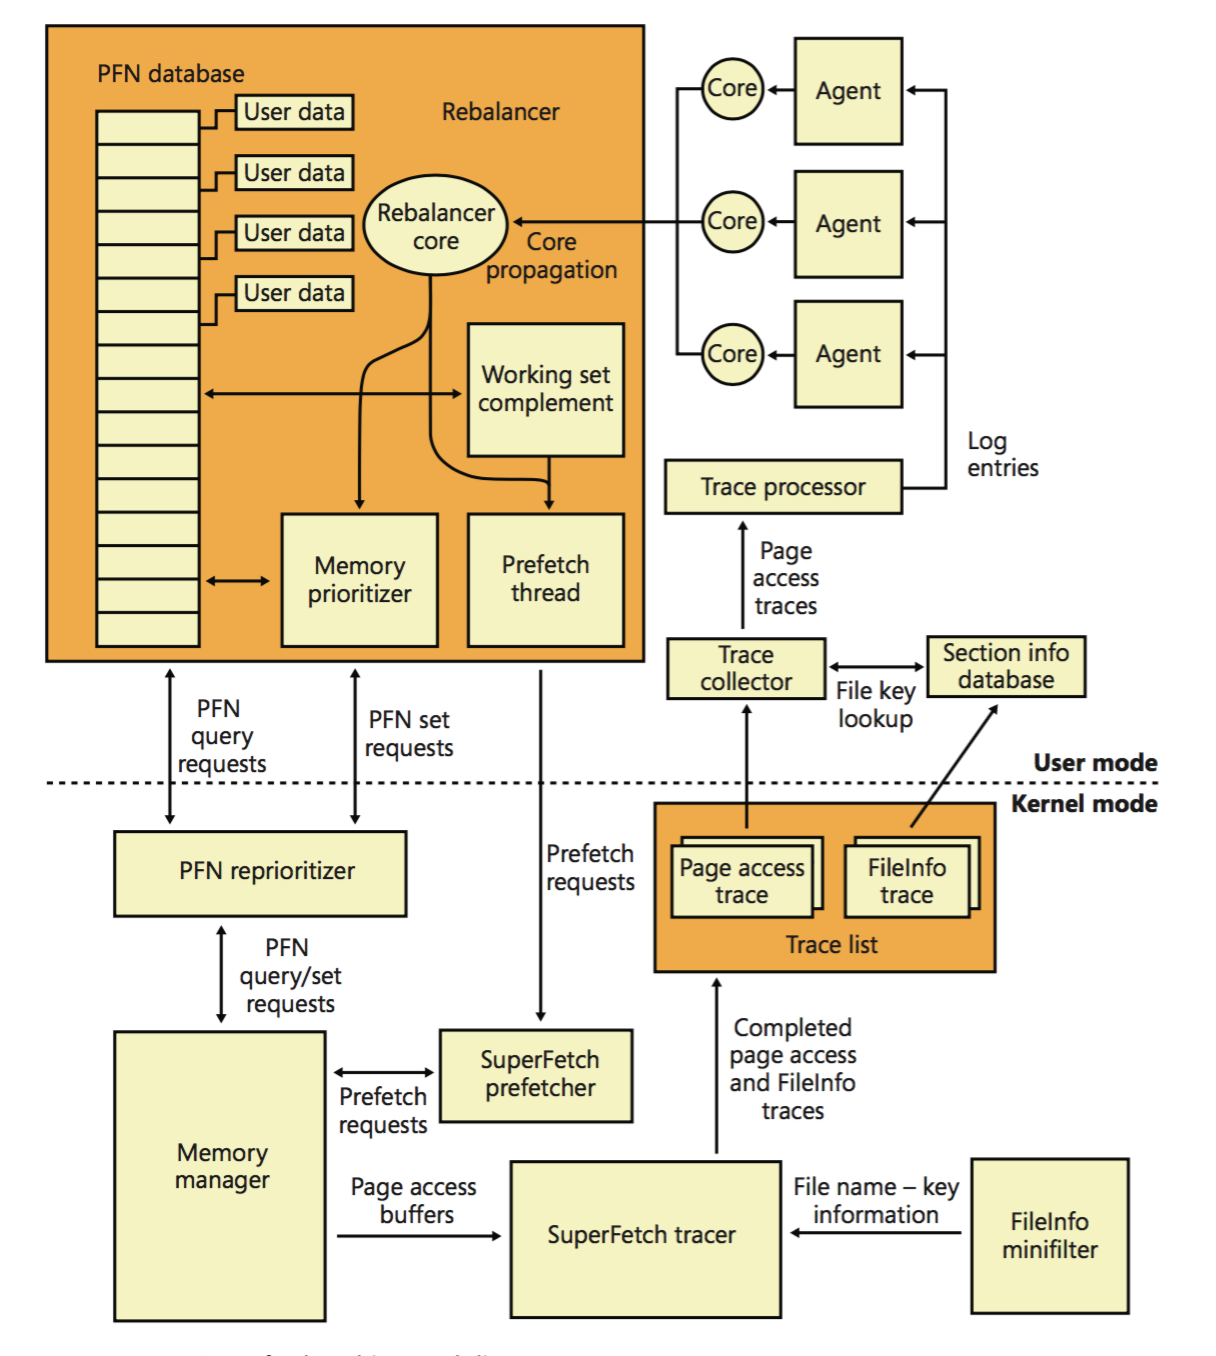 PFN database
User data
User data
User data
User data
Rebalancer
Rebalancer
core
Core
propagation
Working set
complement
Memory
prioritizer
Prefetch
thread
Core
Agent
Core
Agent
Core
Agent
Log
entries
Trace processor
Page
access
traces
Trace
collector
File key
lookup
Section info
database
PFN
query
requests
PFN set
requests
User mode
Kernel mode
PFN reprioritizer
Prefetch
requests
Page access
trace
FileInfo
trace
Trace list
PFN
query/set
requests
Completed
page access
and FileInfo
traces
Memory
manager
SuperFetch
prefetcher
Prefetch
requests
Page access
buffers
SuperFetch tracer
File name – key
information
FileInfo
minifilter